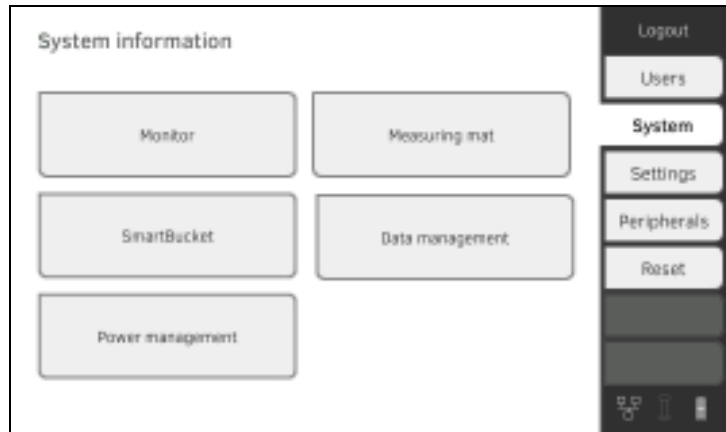 System information
Monitor
Measuring mat
SmartBucket
Data management
Power management
Logout
Users
System
Settings
Peripherals
Reset